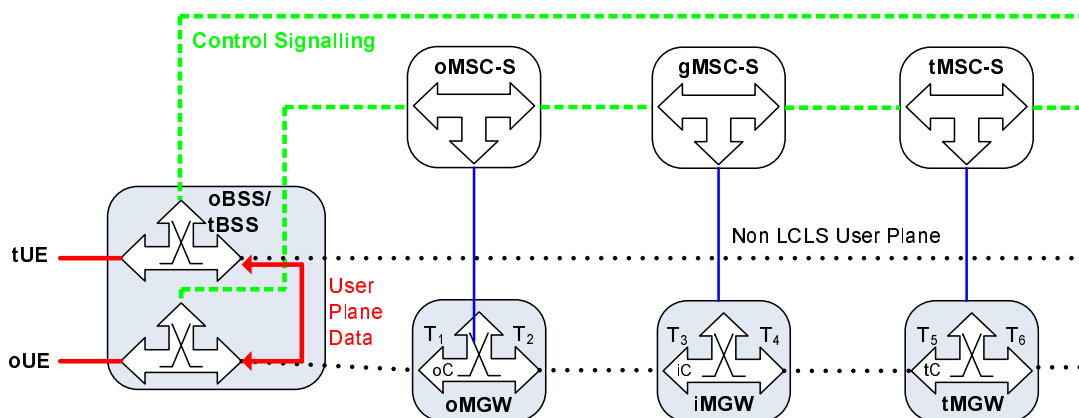 Control Signalling
oMSC-S
gMSC-S
tMSC-S
oBSS/
tBSS
tUE
Non LCLS User Plane
User
Plane
Data
oUE
T1
T2
oC
oMGW
T3
T4
iC
iMGW
T5
T6
tC
tMGW